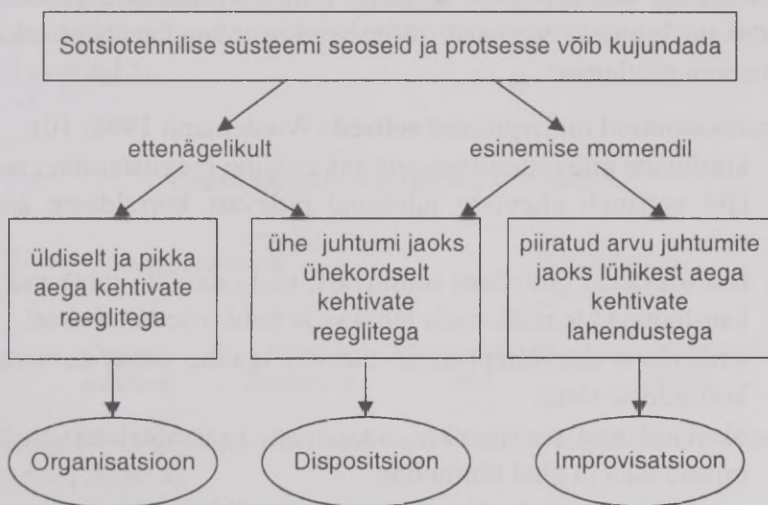 Sotsiotehnilise süsteemi seoseid ja protsesse võib kujundada
ettenägelikult
esinemise momendil
üldiselt ja pikka
aega kehtivate
reeglitega
ühe juhtumi jaoks
ühekordselt
kehtivate
reeglitega
piiratud arvu juhtumite
jaoks lühikest aega
kehtivate
lahendustega
Organisatsioon
Dispositsioon
Improvisatsioon